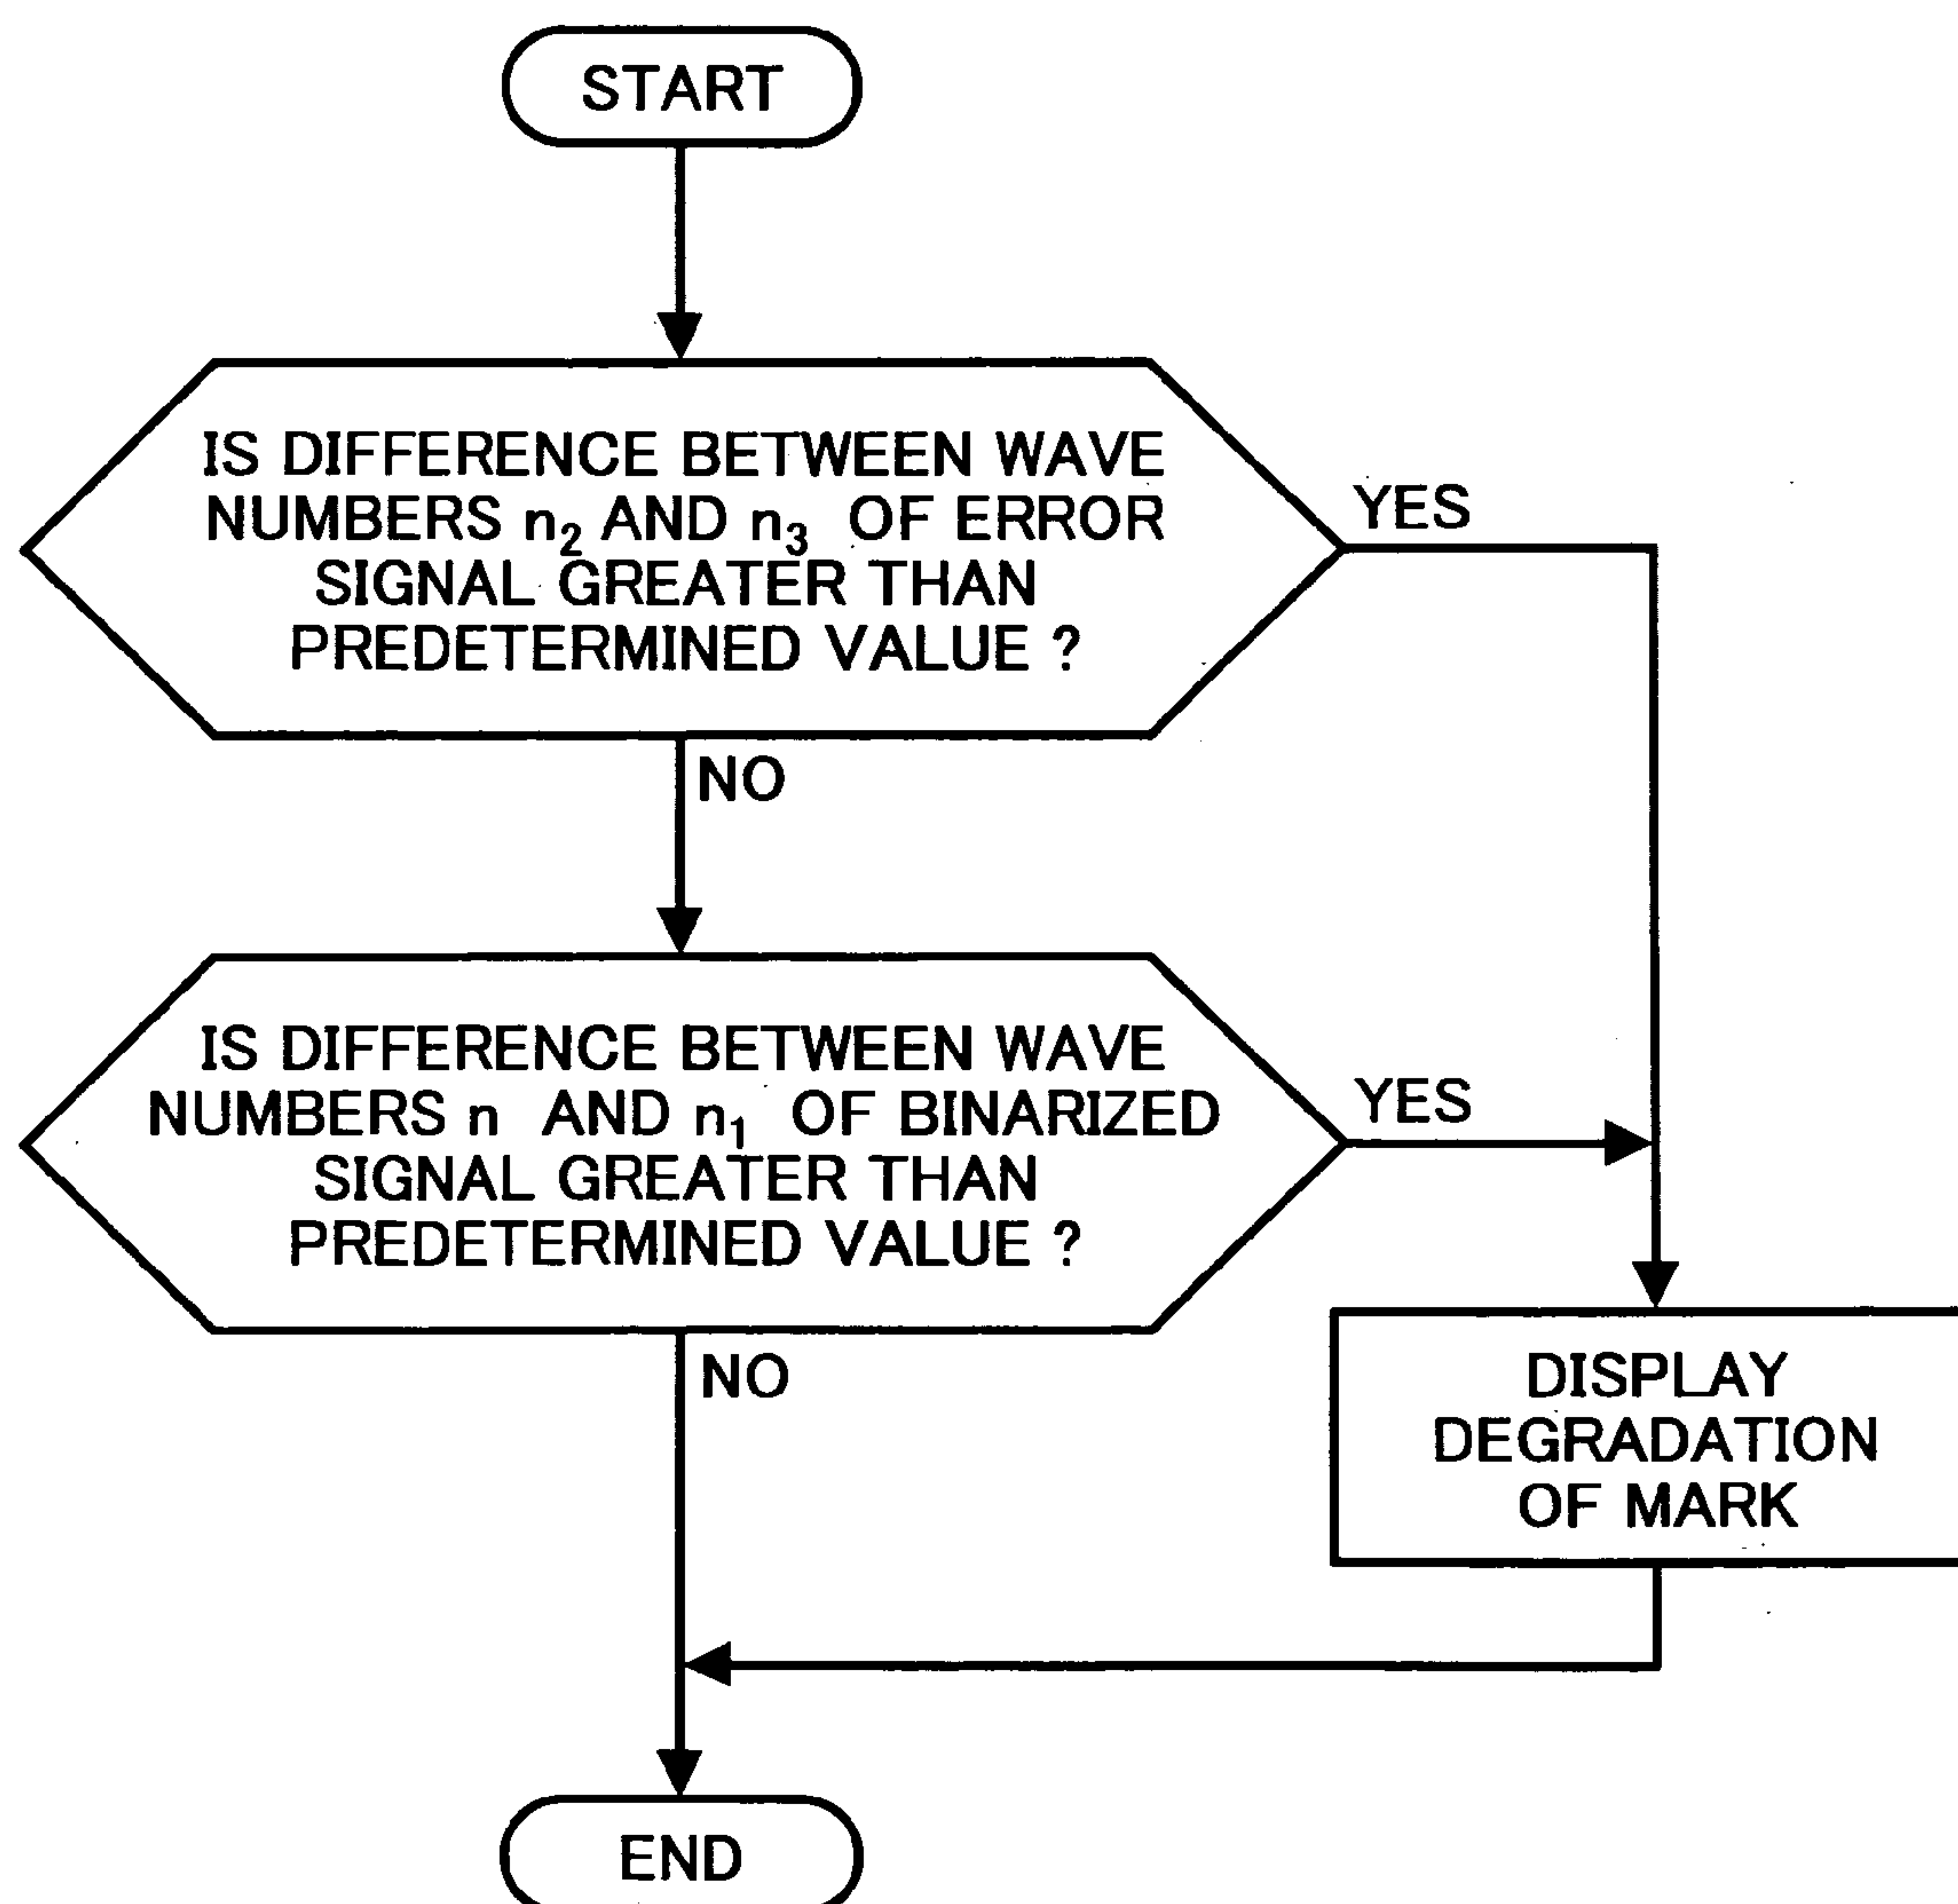 START
IS DIFFERENCE BETWEEN WAVE
NUMBERS n₂ AND n₃ OF ERROR
SIGNAL GREATER THAN
PREDETERMINED VALUE ?
YES
NO
IS DIFFERENCE BETWEEN WAVE
NUMBERS n AND n₁ OF BINARIZED
SIGNAL GREATER THAN
PREDETERMINED VALUE ?
YES
NO
DISPLAY
DEGRADATION
OF MARK
END